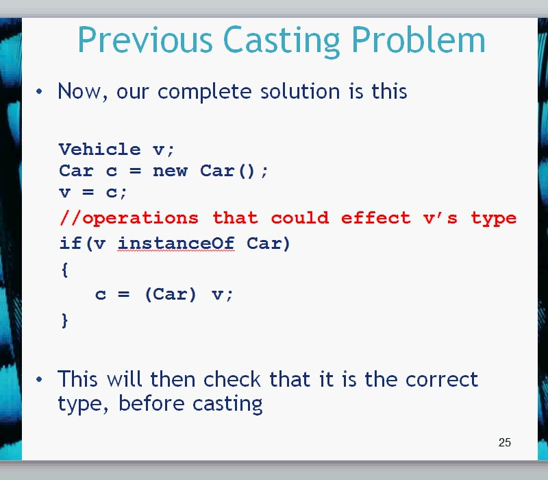 Previous Casting Problem
• Now, our complete solution is this
Vehicle v;
Car c = new Car();
v = c;
//operations that could effect v's type
if(v instanceOf Car)
{
c = (Car) v;
}
• This will then check that it is the correct
type, before casting
25